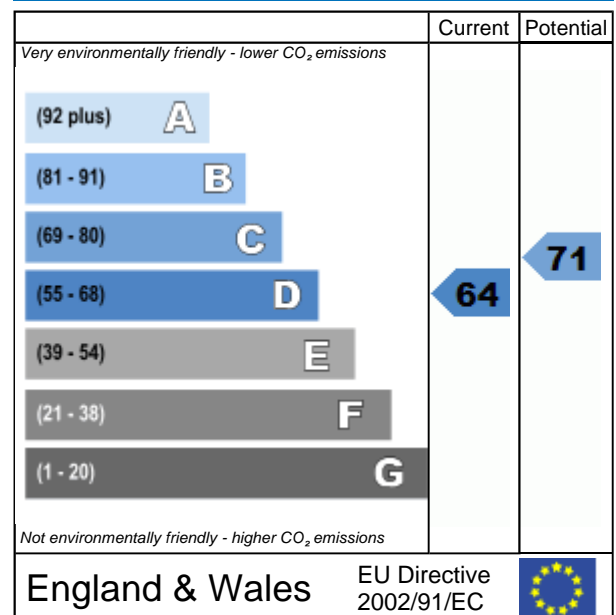 Current Potential
Very environmentally friendly - lower CO₂ emissions
(92 plus) A
(81 - 91) B
(69 - 80) C
(55 - 68) D
(39 - 54) E
(21 - 38) F
(1 - 20) G
64
71
Not environmentally friendly - higher CO₂ emissions
England & Wales
EU Directive
2002/91/EC